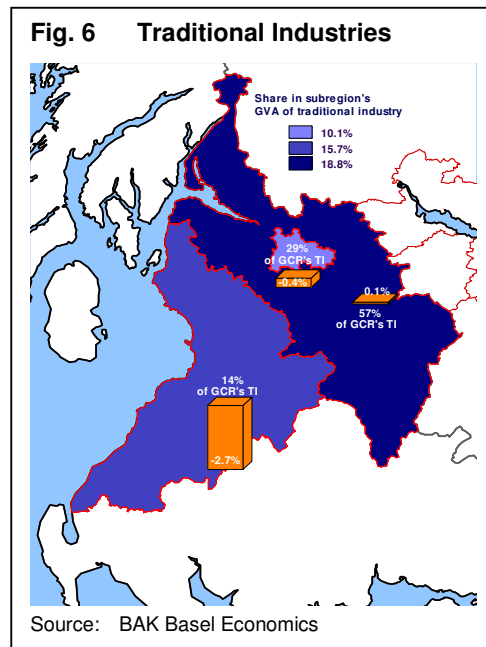 Fig. 6 Traditional Industries
Share in subregion's
GVA of traditional industry
10.1%
15.7%
18.8%
29%
of GCR's TI
-0.4%
0.1%
57%
of GCR's TI
14%
of GCR's TI
-2.7%
Source: BAK Basel Economics